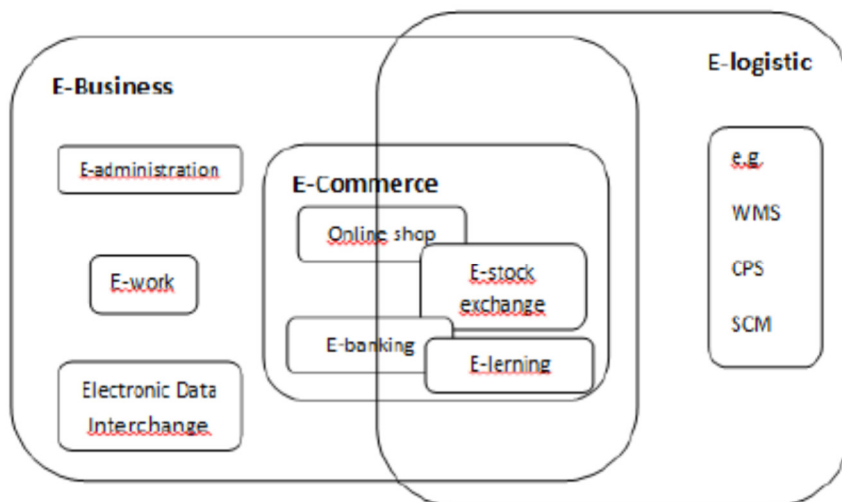 E-Business
E-logistic
E-administration
E-Commerce
e.g.
WMS
CPS
SCM
Online shop
E-work
E-stock
exchange
E-banking
E-lerning
Electronic Data
Interchange